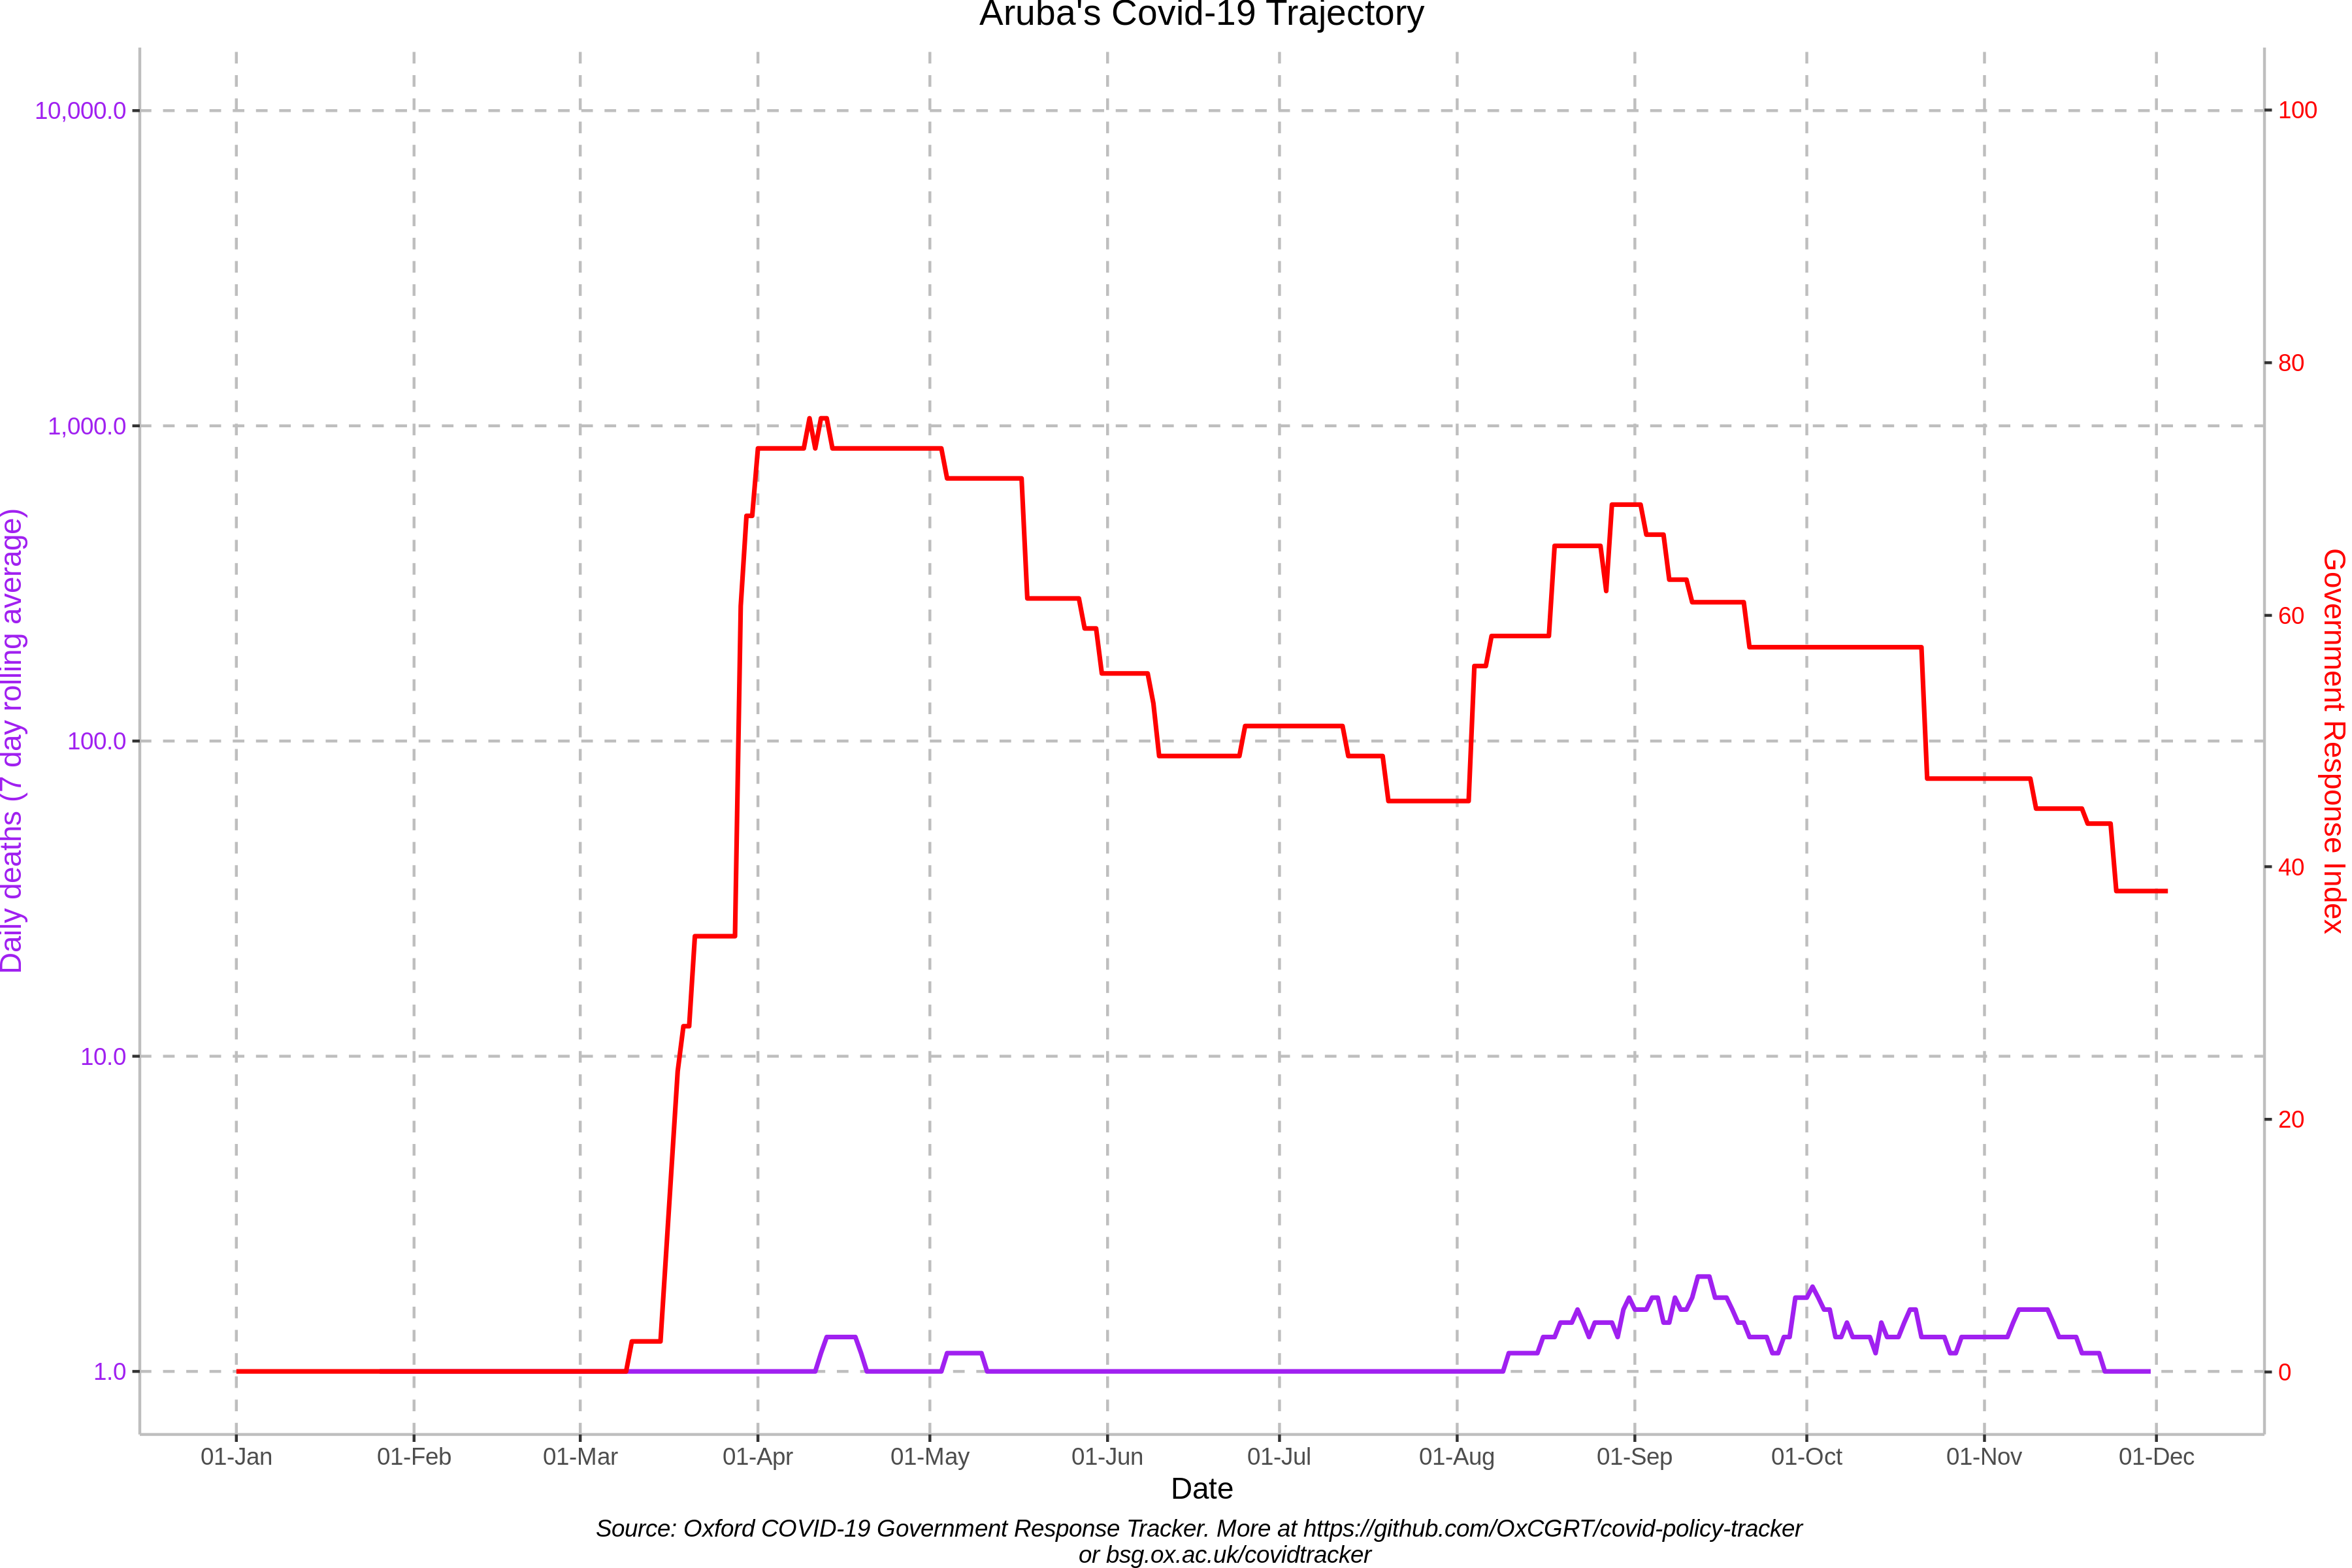 Aruba's Covid-19 Trajectory
10,000.0
1,000.0
100.0
10.0
1.0
Daily deaths (7 day rolling average)
100
80
60
40
20
0
Government Response Index
01-Jan 01-Feb 01-Mar 01-Apr 01-May 01-Jun 01-Jul 01-Aug 01-Sep 01-Oct 01-Nov 01-Dec
Date
Source: Oxford COVID-19 Government Response Tracker. More at https://github.com/OxCGRT/covid-policy-tracker
or bsg.ox.ac.uk/covidtracker